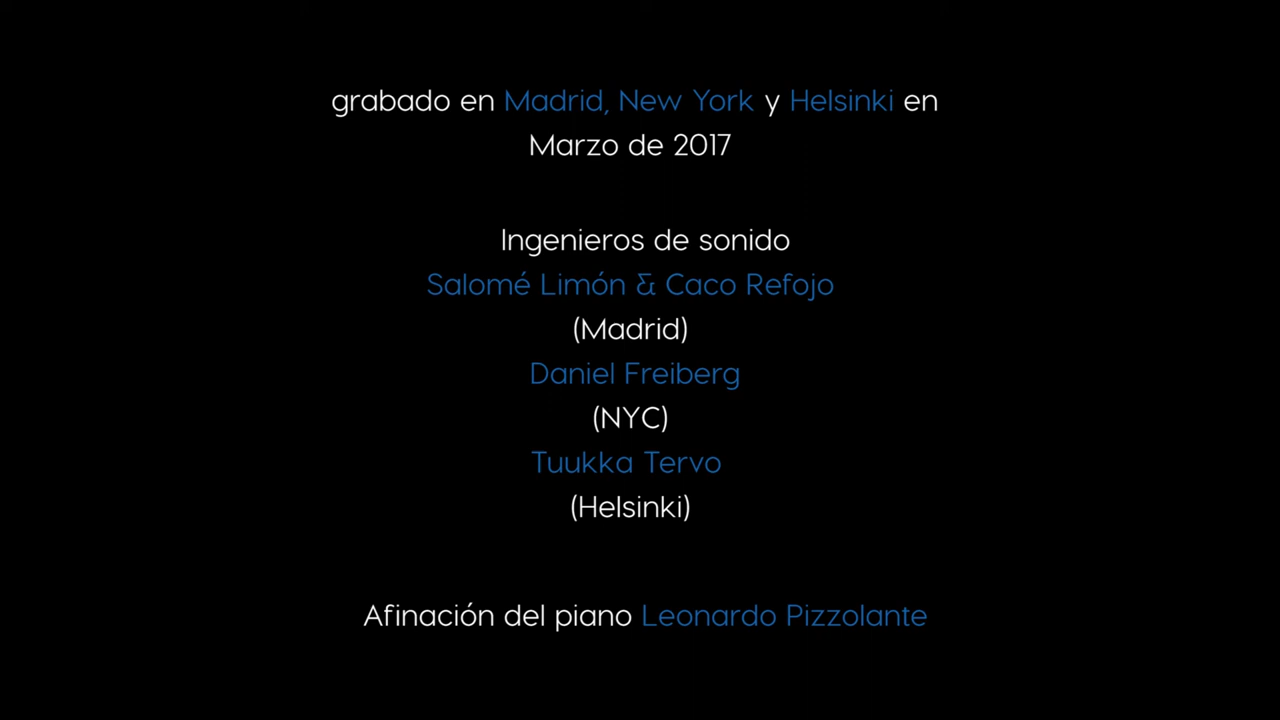 grabado en Madrid, New York y Helsinki en
Marzo de 2017
Ingenieros de sonido
Salomé Limón & Caco Refojo
(Madrid)
Daniel Freiberg
(NYC)
Tuukka Tervo
(Helsinki)
Afinación del piano Leonardo Pizzolante